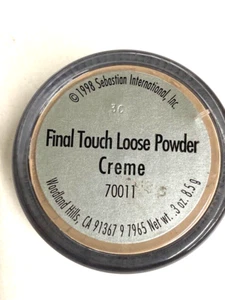 © 1998 Sebastian International, Inc.
3C
Final Touch Loose Powder
Creme
70011
Woodland Hills, CA 91367 9 7965 Net wt. .3 oz. 8.5 g